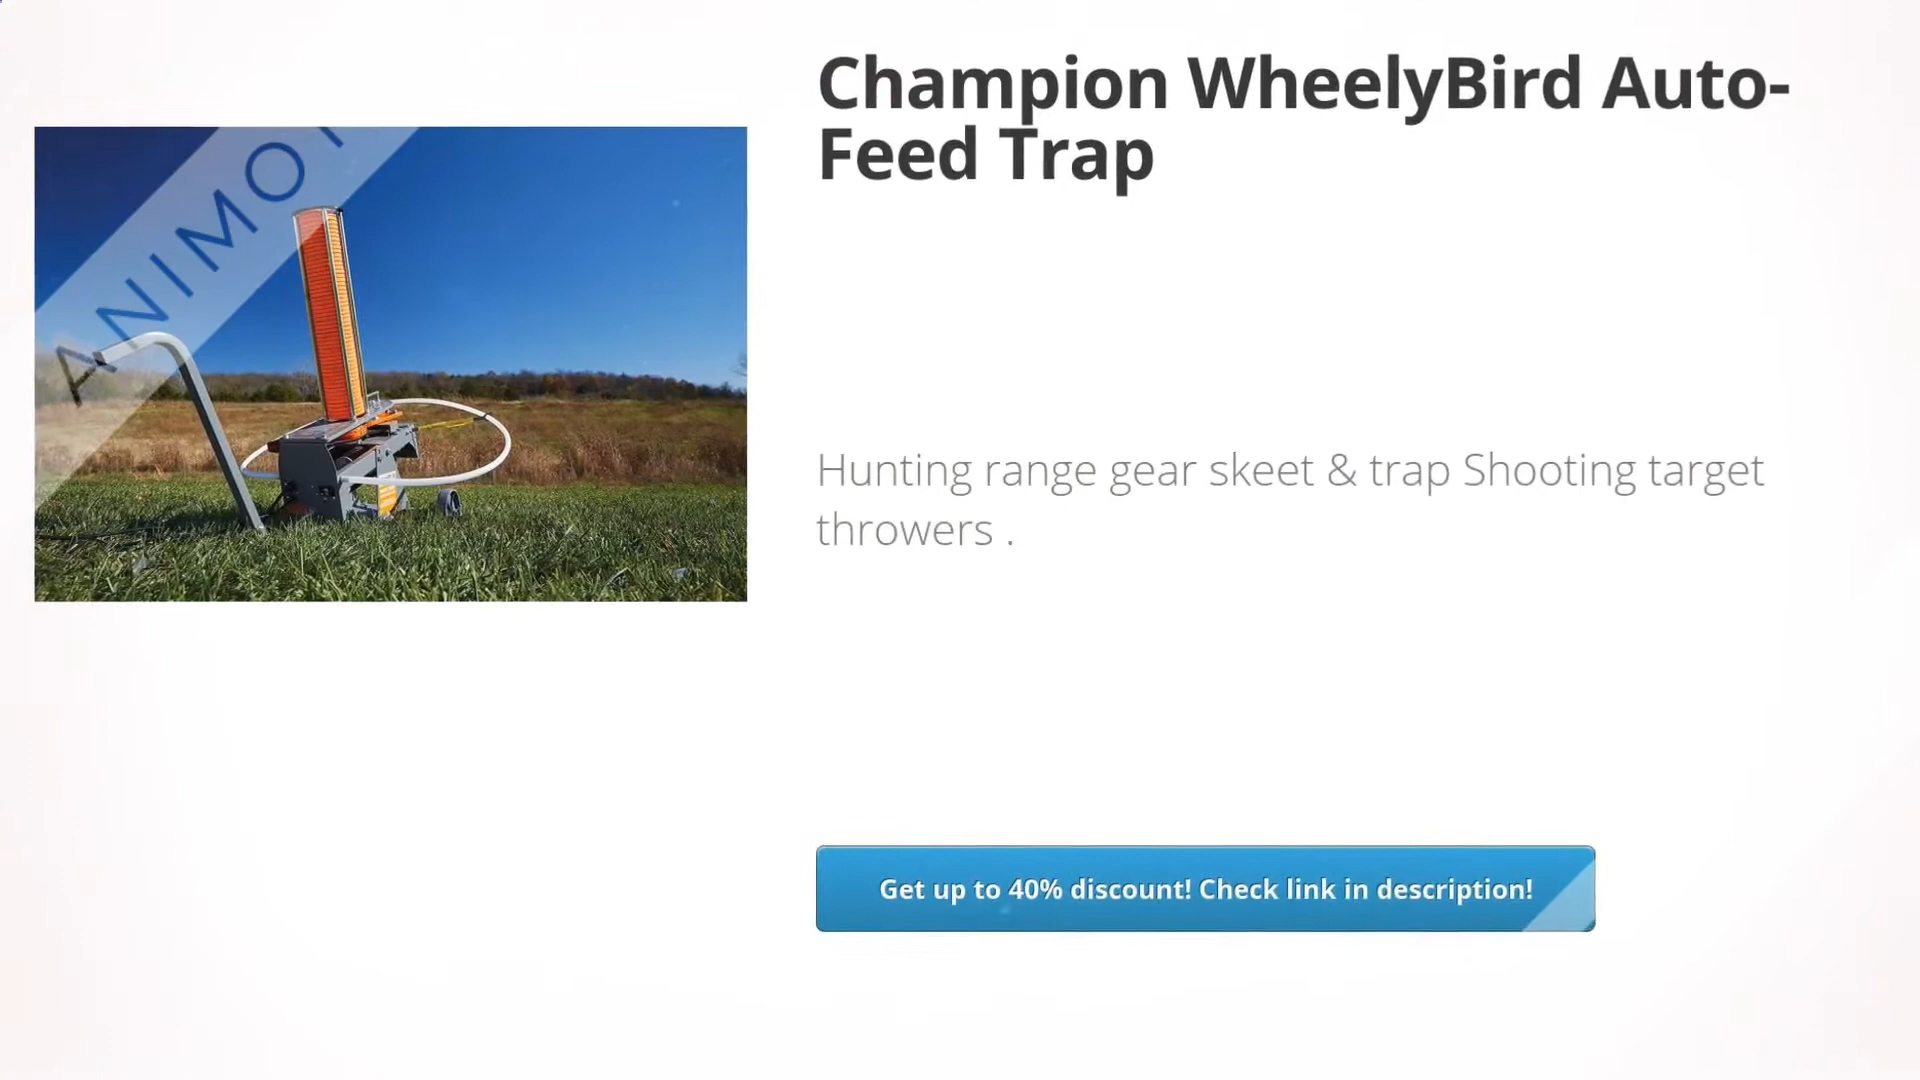 Champion WheelyBird Auto-
Feed Trap
ANIMOT
Hunting range gear skeet & trap Shooting target
throwers .
Get up to 40% discount! Check link in description!